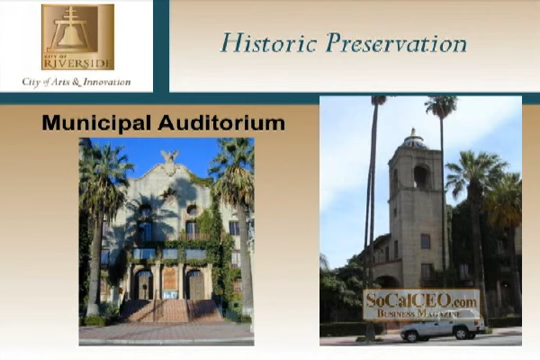 CITY OF
RIVERSIDE
City of Arts & Innovation
Historic Preservation
Municipal Auditorium
SoCalCEO.com
BUSINESS MAGAZINE